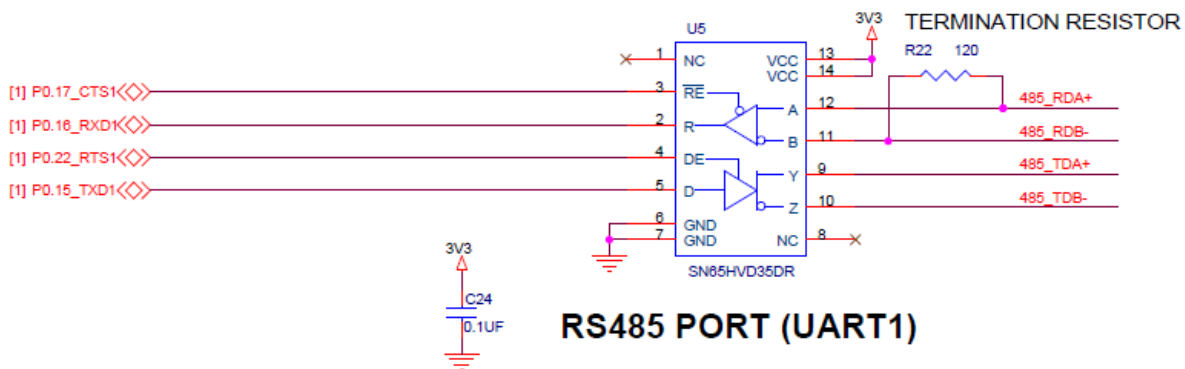 TERMINATION RESISTOR
3V3
R22 120
U5
1 NC VCC 13
VCC 14
[1] P0.17_CTS1 3 RE A 12 485_RDA+
[1] P0.16_RXD1 2 R B 11 485_RDB-
[1] P0.22_RTS1 4 DE Y 9 485_TDA+
[1] P0.15_TXD1 5 D Z 10 485_TDB-
6 GND
7 GND NC 8
SN65HVD35DR
3V3
C24
0.1UF
RS485 PORT (UART1)